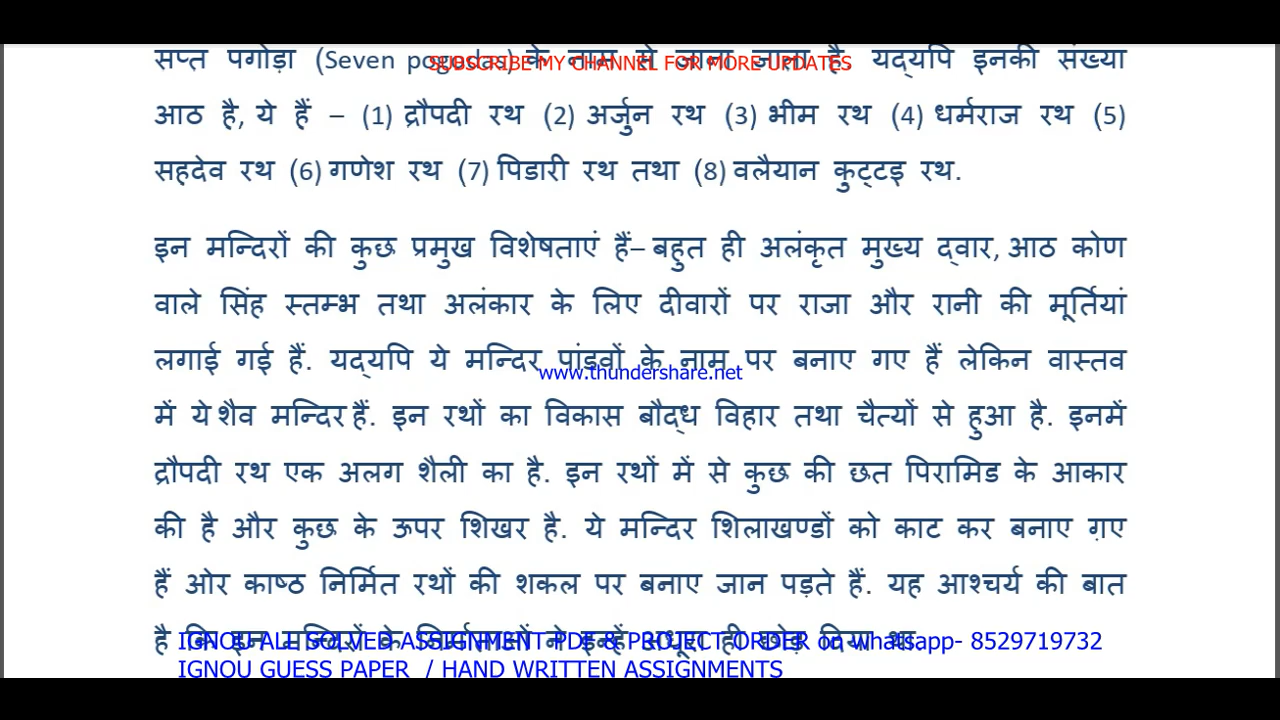 सप्त पगोड़ा (Seven pogodas) के नाम से जाना जाता है यद्यपि इनकी संख्या
SUBSCRIBE MY CHANNEL FOR MORE UPDATES
आठ है, ये हैं – (1) द्रौपदी रथ (2) अर्जुन रथ (3) भीम रथ (4) धर्मराज रथ (5)
सहदेव रथ (6) गणेश रथ (7) पिडारी रथ तथा (8) वलैयान कुट्टइ रथ.
इन मन्दिरों की कुछ प्रमुख विशेषताएं हैं– बहुत ही अलंकृत मुख्य द्वार, आठ कोण
वाले सिंह स्तम्भ तथा अलंकार के लिए दीवारों पर राजा और रानी की मूर्तियां
लगाई गई हैं. यद्यपि ये मन्दिर पांडवों के नाम पर बनाए गए हैं लेकिन वास्तव
www.thundershare.net
में ये शैव मन्दिर हैं. इन रथों का विकास बौद्ध विहार तथा चैत्यों से हुआ है. इनमें
द्रौपदी रथ एक अलग शैली का है. इन रथों में से कुछ की छत पिरामिड के आकार
की है और कुछ के ऊपर शिखर है. ये मन्दिर शिलाखण्डों को काट कर बनाए ग़ए
हैं ओर काष्ठ निर्मित रथों की शकल पर बनाए जान पड़ते हैं. यह आश्चर्य की बात
है कि इन मन्दिरों के निर्माताओं ने इन्हें अधूरा ही छोड़ दिया था
IGNOU ALL SOLVED ASSIGNMENT PDF & PROJECT ORDER on whatsapp- 8529719732
IGNOU GUESS PAPER / HAND WRITTEN ASSIGNMENTS